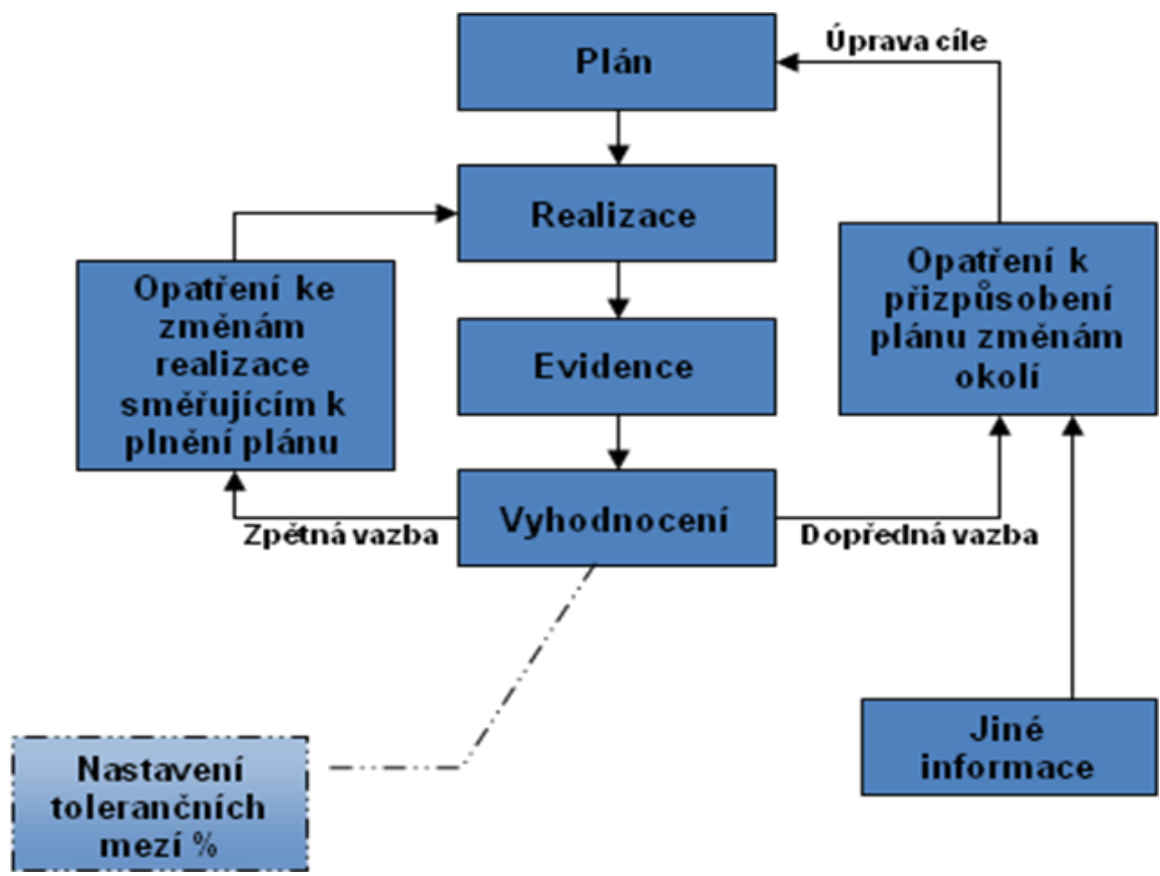 Plán
Úprava cíle
Realizace
Opatření ke
změnám
realizace
směřujícím k
plnění plánu
Opatření k
přizpůsobení
plánu změnám
okolí
Evidence
Vyhodnocení
Zpětná vazba
Dopředná vazba
Nastavení
tolerančních
mezí %
Jiné
informace